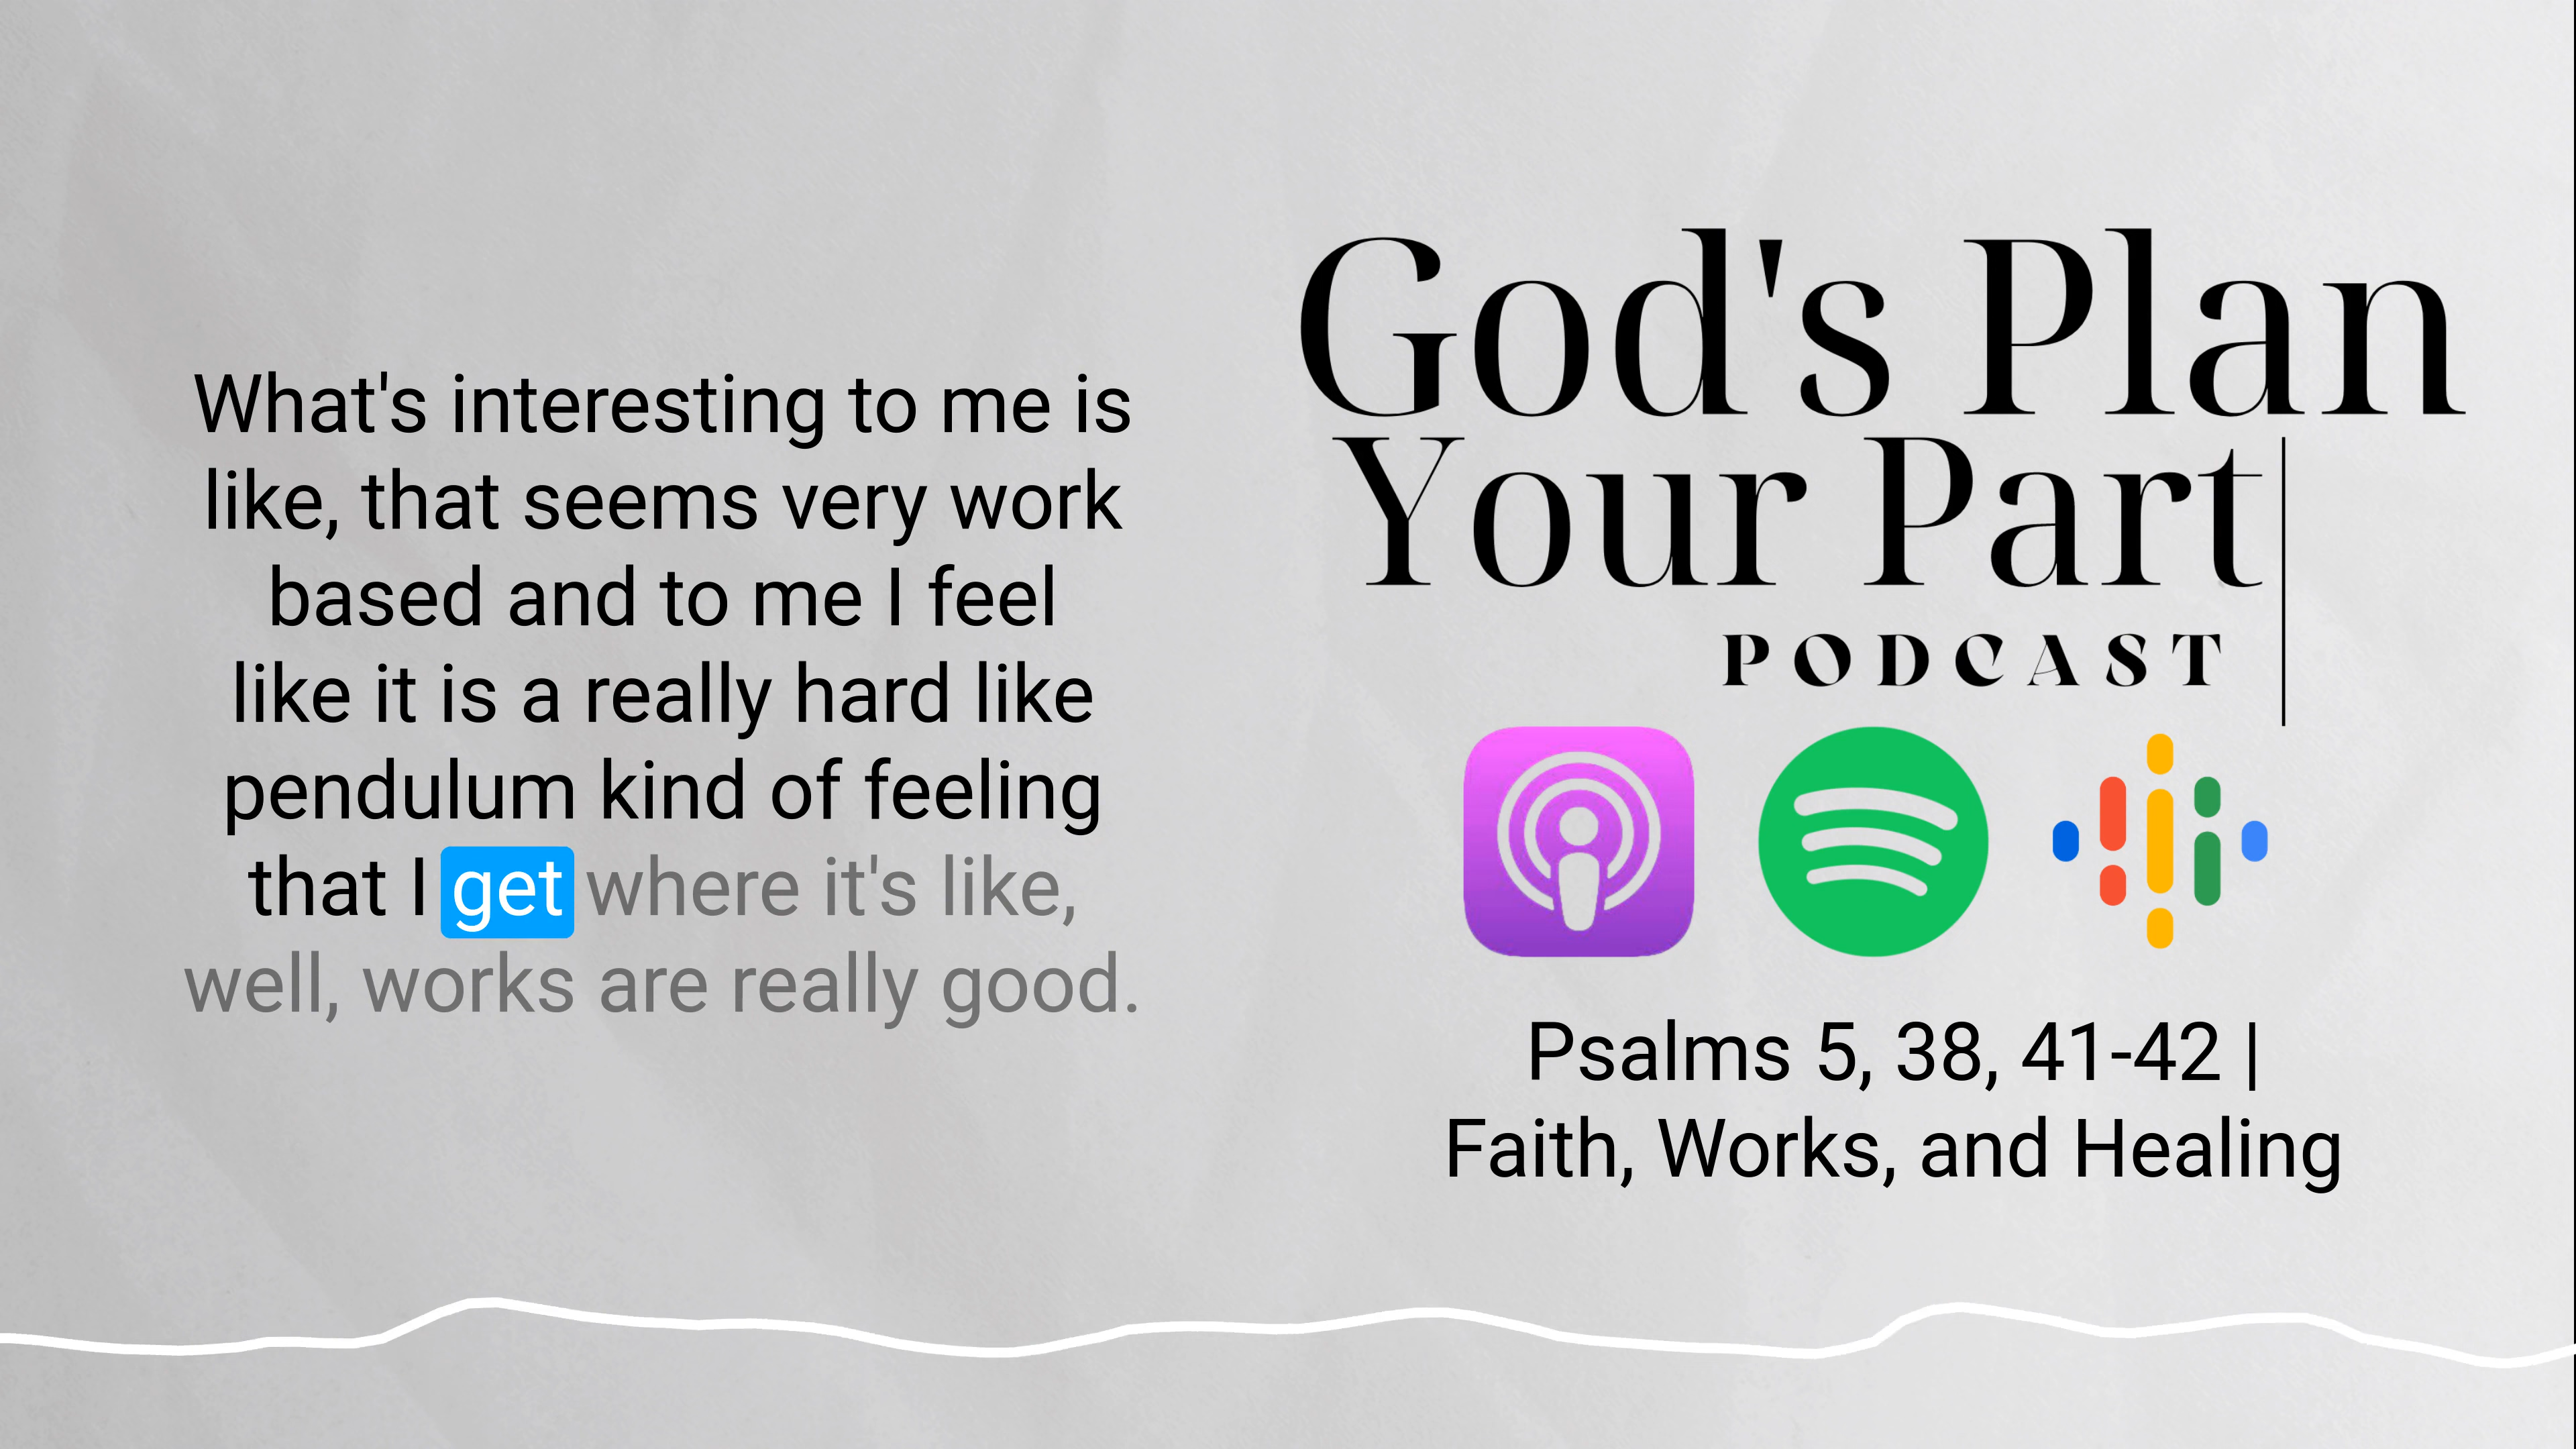 What's interesting to me is
like, that seems very work
based and to me I feel
like it is a really hard like
pendulum kind of feeling
that I get where it's like,
well, works are really good.
God's Plan
Your Part
PODCAST
Psalms 5, 38, 41-42 |
Faith, Works, and Healing